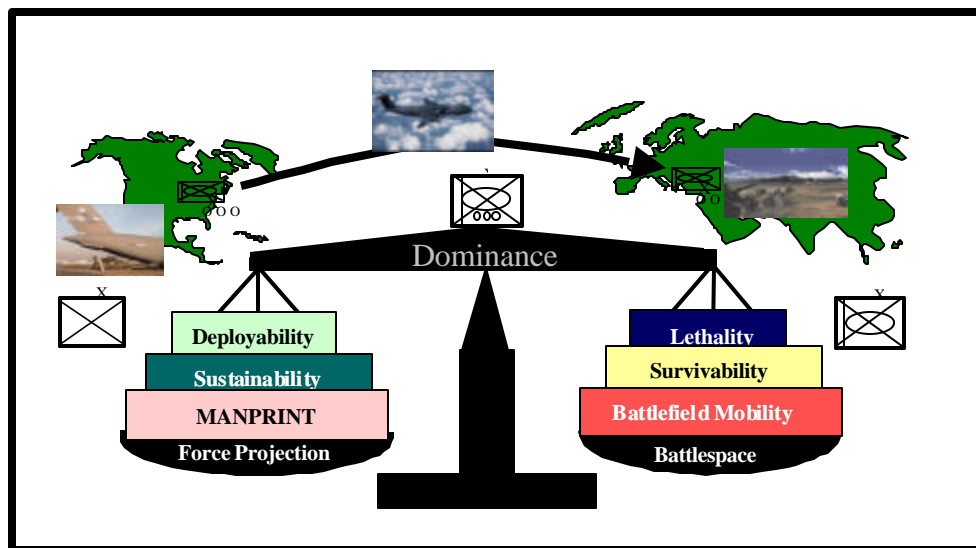 O O O
O O
Dominance
X
X
Deployability
Sustainability
MANPRINT
Force Projection
Lethality
Survivability
Battlefield Mobility
Battlespace